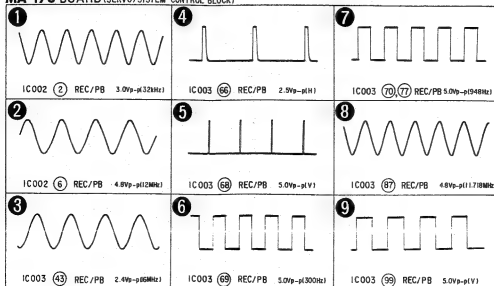 MA-176 BOARD (SERVO/SYSTEM CONTROL BLOCK)
1
IC002 2 REC/PB 3.0Vp-p(32kHz)
2
IC002 6 REC/PB 4.8Vp-p(12MHz)
3
IC003 43 REC/PB 2.4Vp-p(16MHz)
4
IC003 66 REC/PB 2.5Vp-p(H)
5
IC003 68 REC/PB 5.0Vp-p(V)
6
IC003 69 REC/PB 5.0Vp-p(300Hz)
7
IC003 70,77 REC/PB 5.0Vp-p(948Hz)
8
IC003 87 REC/PB 4.8Vp-p(11.718MHz)
9
IC003 99 REC/PB 5.0Vp-p(V)